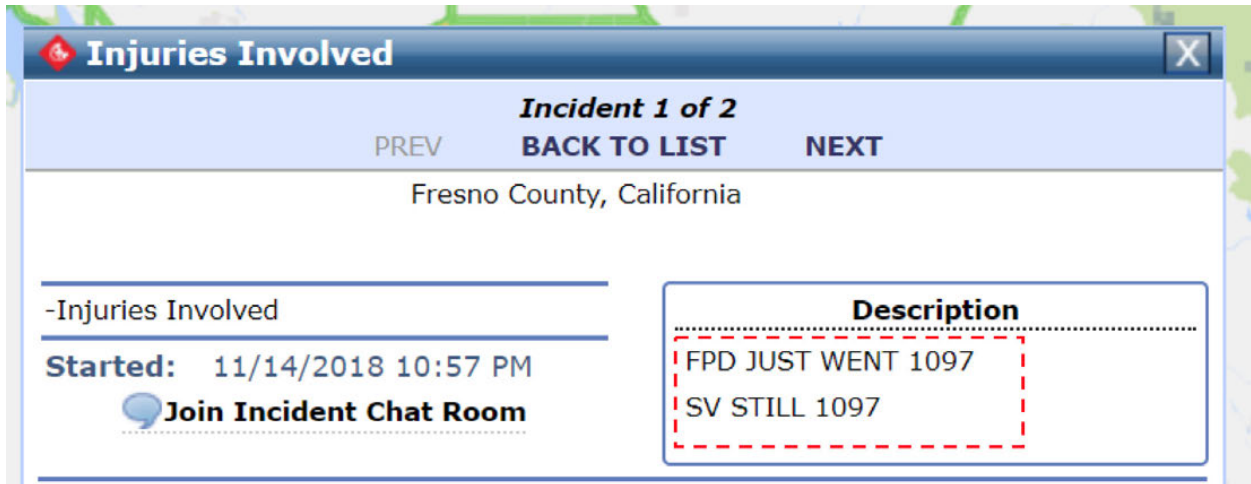 Injuries Involved X
Incident 1 of 2
PREV BACK TO LIST NEXT
Fresno County, California
-Injuries Involved
Started: 11/14/2018 10:57 PM
Join Incident Chat Room
Description
FPD JUST WENT 1097
SV STILL 1097